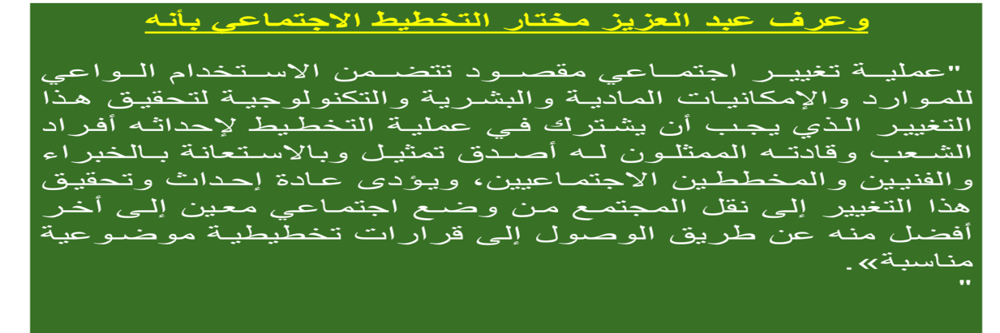 وعرف عبد العزيز مختار التخطيط الاجتماعي بأنه
"عملية تغيير اجتماعي مقصود تتضمن الاستخدام الواعي
للموارد والإمكانيات المادية والبشرية والتكنولوجية لتحقيق هذا
التغيير الذي يجب أن يشترك في عملية التخطيط لإحداثه أفراد
الشعب وقادته الممثلون له أصدق تمثيل وبالاستعانة بالخبراء
والفنيين والمخططين الاجتماعيين، ويؤدى عادة إحداث وتحقيق
هذا التغيير إلى نقل المجتمع من وضع اجتماعي معين إلى أخر
أفضل منه عن طريق الوصول إلى قرارات تخطيطية موضوعية
مناسبة».
"